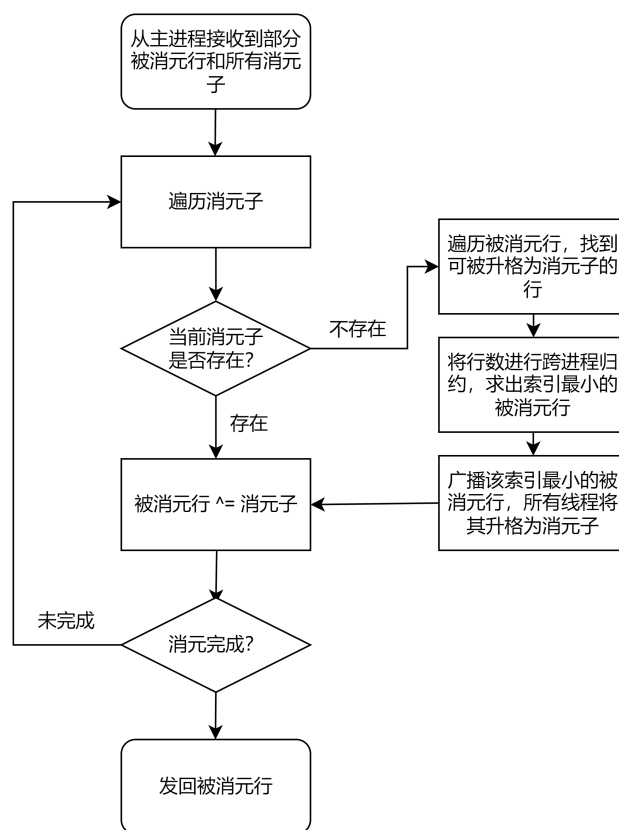 从主进程接收到部分
被消元行和所有消元
子
遍历消元子
遍历被消元行，找到
可被升格为消元子的
行
当前消元子
是否存在？
不存在
将行数进行跨进程归
约，求出索引最小的
被消元行
存在
被消元行 ^= 消元子
广播该索引最小的被
消元行，所有线程将
其升格为消元子
未完成
消元完成？
发回被消元行